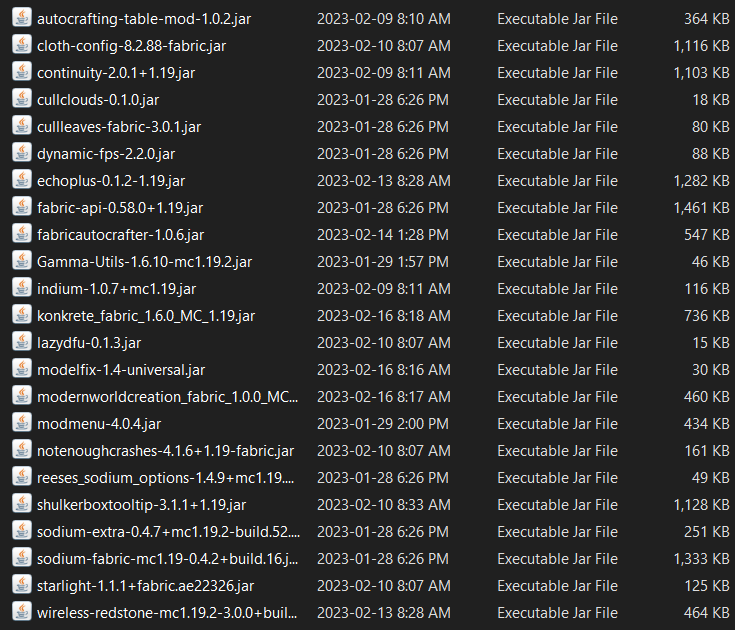 autocrafting-table-mod-1.0.2.jar 2023-02-09 8:10 AM Executable Jar File 364 KB
cloth-config-8.2.88-fabric.jar 2023-02-10 8:07 AM Executable Jar File 1,116 KB
continuity-2.0.1+1.19.jar 2023-02-09 8:11 AM Executable Jar File 1,103 KB
cullclouds-0.1.0.jar 2023-01-28 6:26 PM Executable Jar File 18 KB
cullleaves-fabric-3.0.1.jar 2023-01-28 6:26 PM Executable Jar File 80 KB
dynamic-fps-2.2.0.jar 2023-01-28 6:26 PM Executable Jar File 88 KB
echoplus-0.1.2-1.19.jar 2023-02-13 8:28 AM Executable Jar File 1,282 KB
fabric-api-0.58.0+1.19.jar 2023-01-28 6:26 PM Executable Jar File 1,461 KB
fabricautocrafter-1.0.6.jar 2023-02-14 1:28 PM Executable Jar File 547 KB
Gamma-Utils-1.6.10-mc1.19.2.jar 2023-01-29 1:57 PM Executable Jar File 46 KB
indium-1.0.7+mc1.19.jar 2023-02-09 8:11 AM Executable Jar File 116 KB
konkrete_fabric_1.6.0_MC_1.19.jar 2023-02-16 8:18 AM Executable Jar File 736 KB
lazydfu-0.1.3.jar 2023-02-10 8:07 AM Executable Jar File 15 KB
modelfix-1.4-universal.jar 2023-02-16 8:16 AM Executable Jar File 30 KB
modernworldcreation_fabric_1.0.0_MC... 2023-02-16 8:17 AM Executable Jar File 460 KB
modmenu-4.0.4.jar 2023-01-29 2:00 PM Executable Jar File 434 KB
notenoughcrashes-4.1.6+1.19-fabric.jar 2023-02-10 8:07 AM Executable Jar File 161 KB
reeses_sodium_options-1.4.9+mc1.19.... 2023-01-28 6:26 PM Executable Jar File 49 KB
shulkerboxtooltip-3.1.1+1.19.jar 2023-02-10 8:33 AM Executable Jar File 1,128 KB
sodium-extra-0.4.7+mc1.19.2-build.52.... 2023-01-28 6:26 PM Executable Jar File 251 KB
sodium-fabric-mc1.19-0.4.2+build.16.j... 2023-01-28 6:26 PM Executable Jar File 1,333 KB
starlight-1.1.1+fabric.ae22326.jar 2023-02-10 8:07 AM Executable Jar File 125 KB
wireless-redstone-mc1.19.2-3.0.0+buil... 2023-02-13 8:28 AM Executable Jar File 464 KB